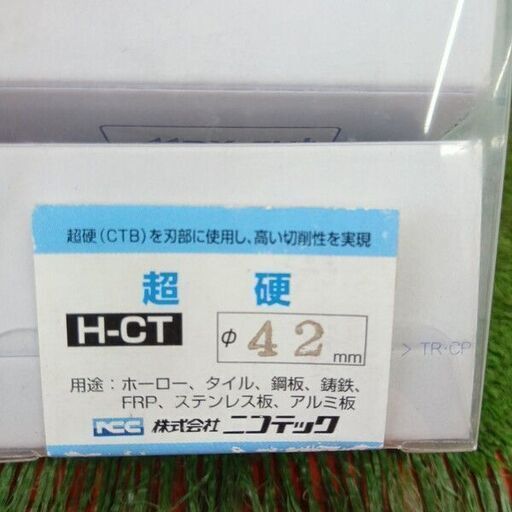 超硬(CTB)を刃部に使用し、高い切削性を実現
超 硬
H-CT
φ 42 mm
> TR・CP
用途：ホーロー、タイル、鋼板、鋳鉄、
FRP、ステンレス板、アルミ板
NCC 株式会社 ニコテック